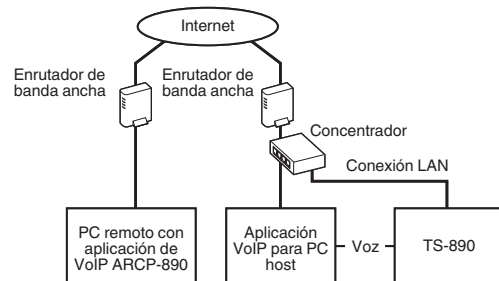 Internet
Enrutador de
banda ancha
Enrutador de
banda ancha
Concentrador
Conexión LAN
PC remoto con
aplicación de
VoIP ARCP-890
Aplicación
VoIP para PC
host
Voz
TS-890